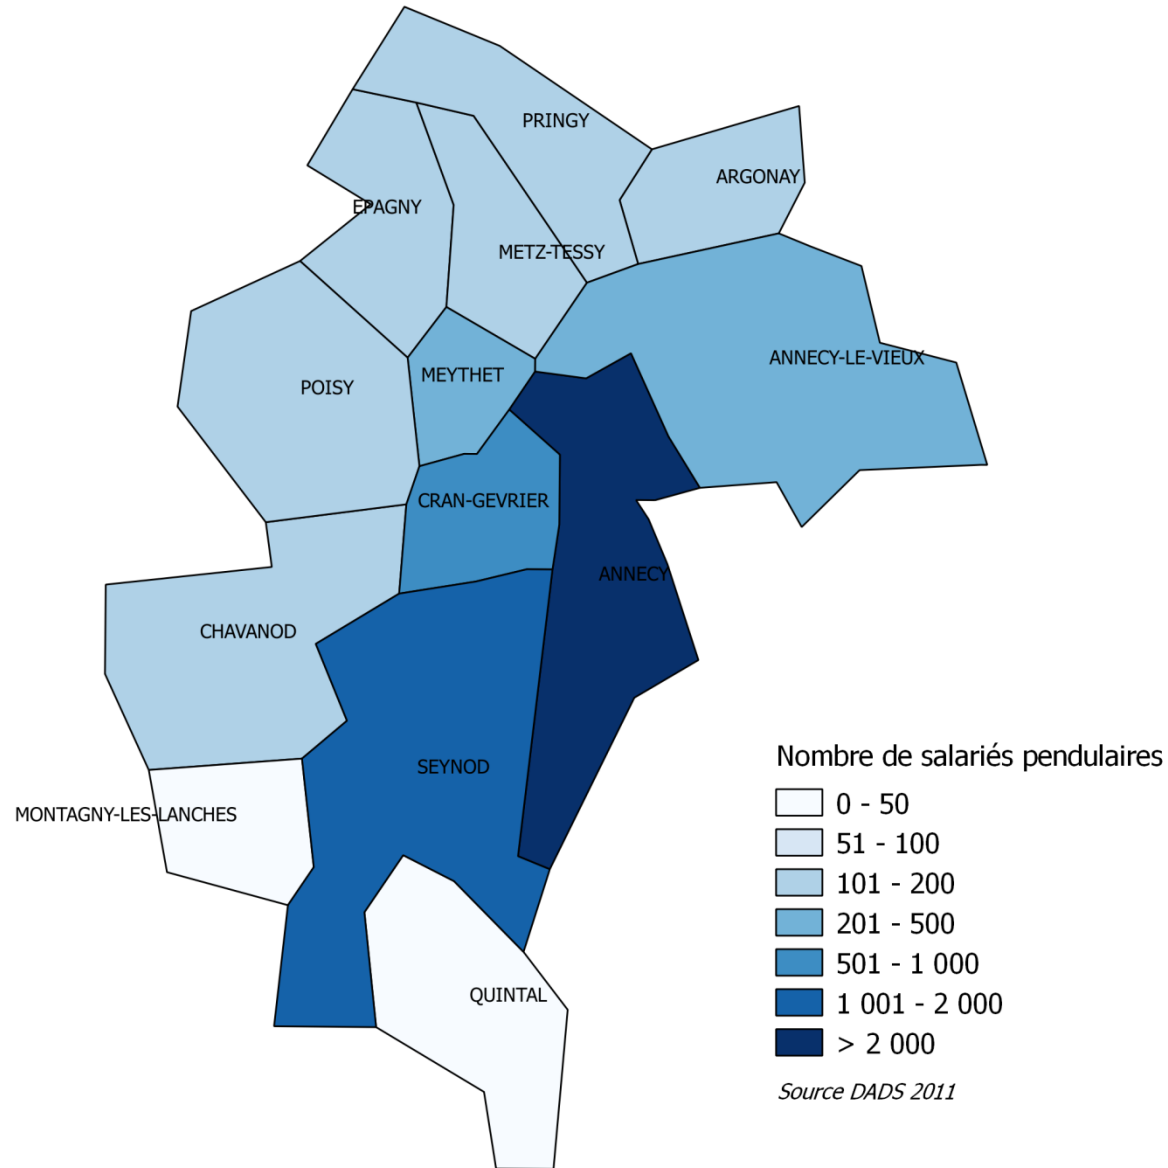 PRINGY
ARGONAY
EPAGNY
METZ-TESSY
ANNECY-LE-VIEUX
MEYTHET
POISY
CRAN-GEVRIER
ANNECY
CHAVANOD
SEYNOD
MONTAGNY-LES-LANCHES
QUINTAL
Nombre de salariés pendulaires
0 - 50
51 - 100
101 - 200
201 - 500
501 - 1 000
1 001 - 2 000
> 2 000
Source DADS 2011